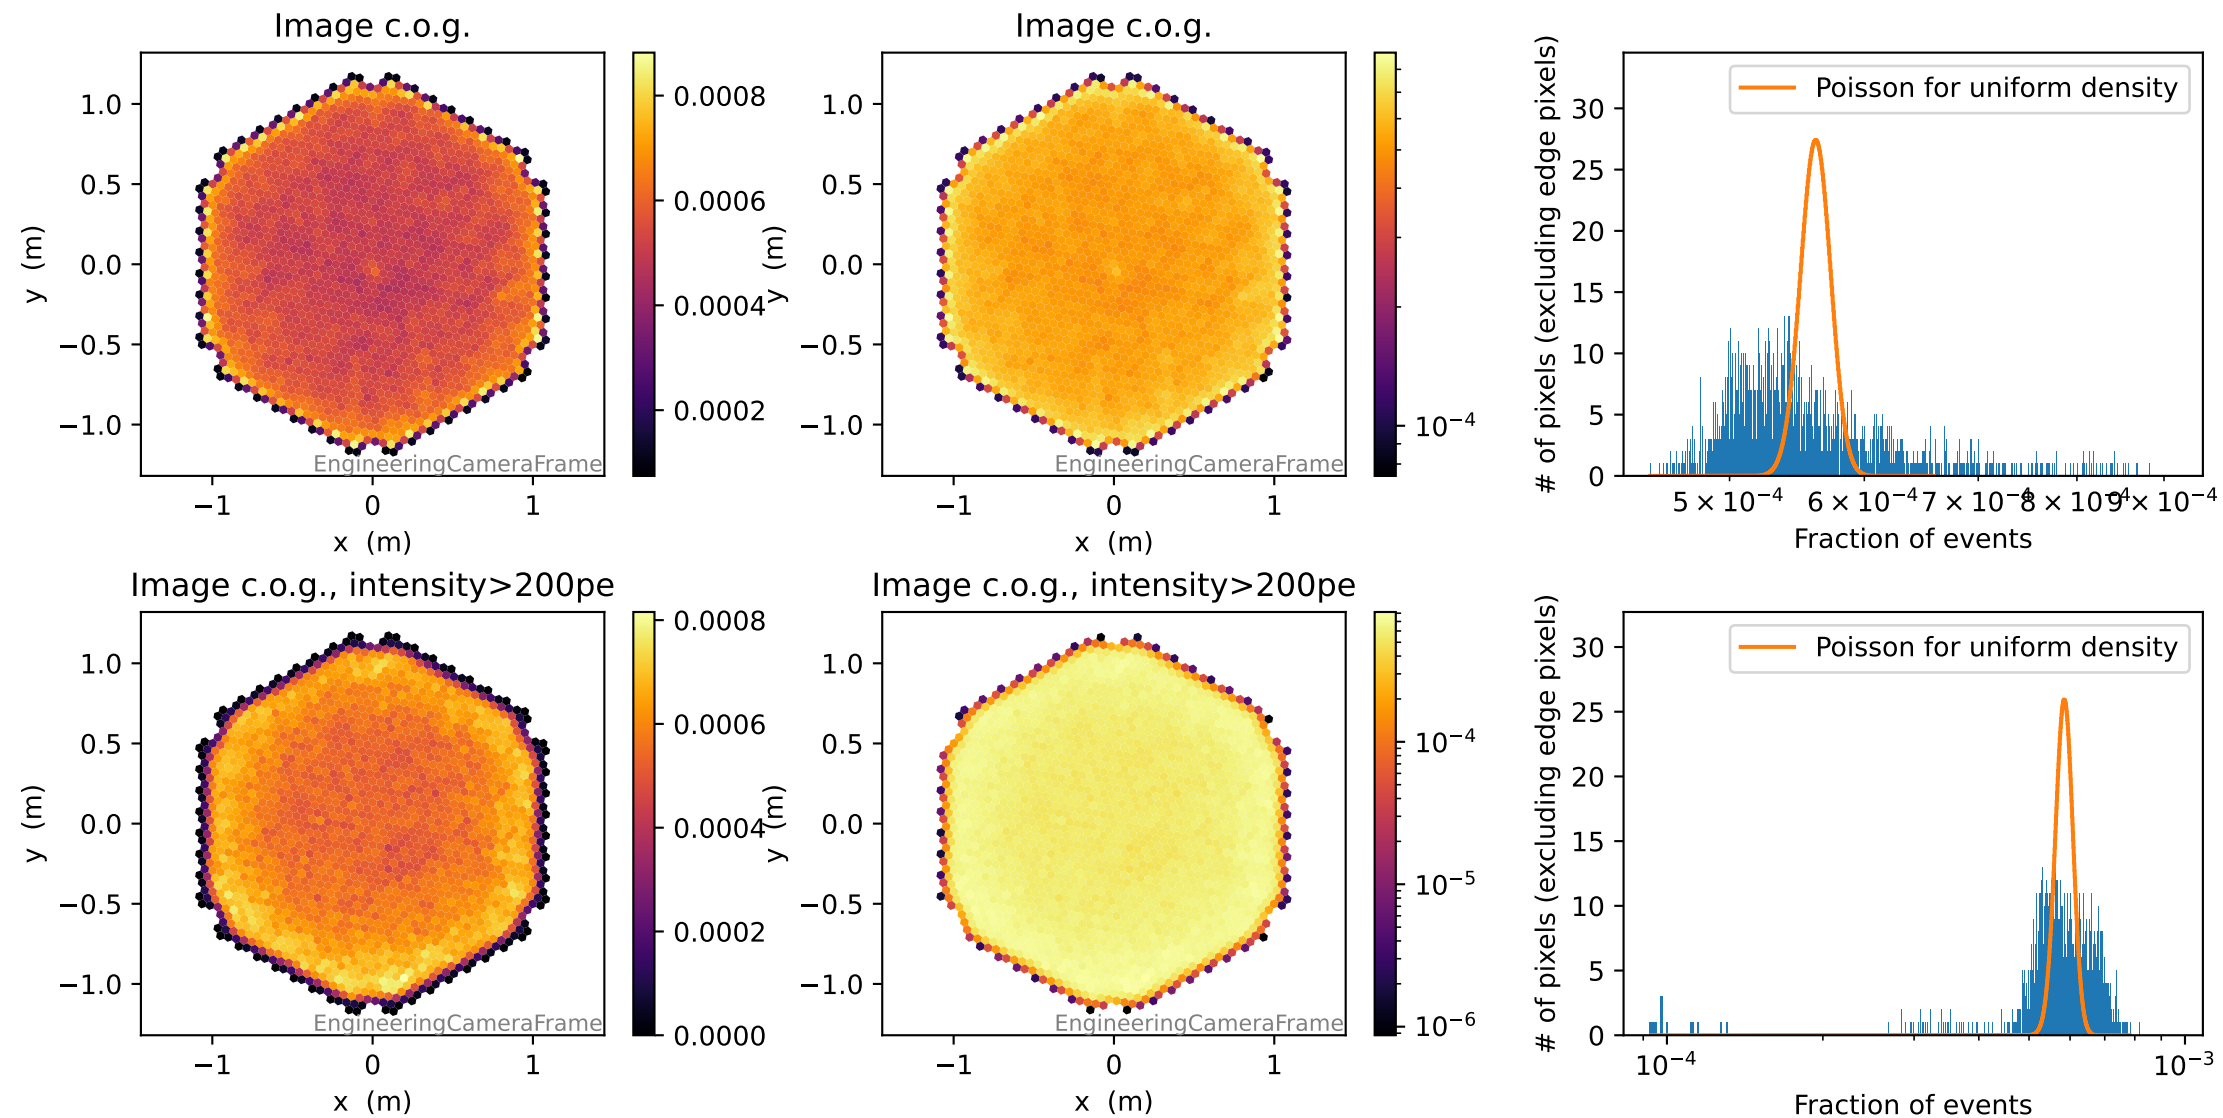 Image c.o.g.
1.0
0.5
0.0
−0.5
−1.0
y (m)
−1
0
1
x (m)
EngineeringCameraFrame
0.0008
0.0006
0.0004
0.0002
Image c.o.g.
1.0
0.5
0.0
−0.5
−1.0
y (m)
−1
0
1
x (m)
EngineeringCameraFrame
10⁻⁴
Poisson for uniform density
# of pixels (excluding edge pixels)
30
25
20
15
10
5
0
5 × 10⁻⁴
6 × 10⁻⁴
7 × 10⁻⁴
8 × 10⁻⁴
9 × 10⁻⁴
Fraction of events
Image c.o.g., intensity>200pe
1.0
0.5
0.0
−0.5
−1.0
y (m)
−1
0
1
x (m)
EngineeringCameraFrame
0.0008
0.0006
0.0004
0.0002
0.0000
Image c.o.g., intensity>200pe
1.0
0.5
0.0
−0.5
−1.0
y (m)
−1
0
1
x (m)
EngineeringCameraFrame
10⁻⁴
10⁻⁵
10⁻⁶
Poisson for uniform density
# of pixels (excluding edge pixels)
30
25
20
15
10
5
0
10⁻⁴
10⁻³
Fraction of events